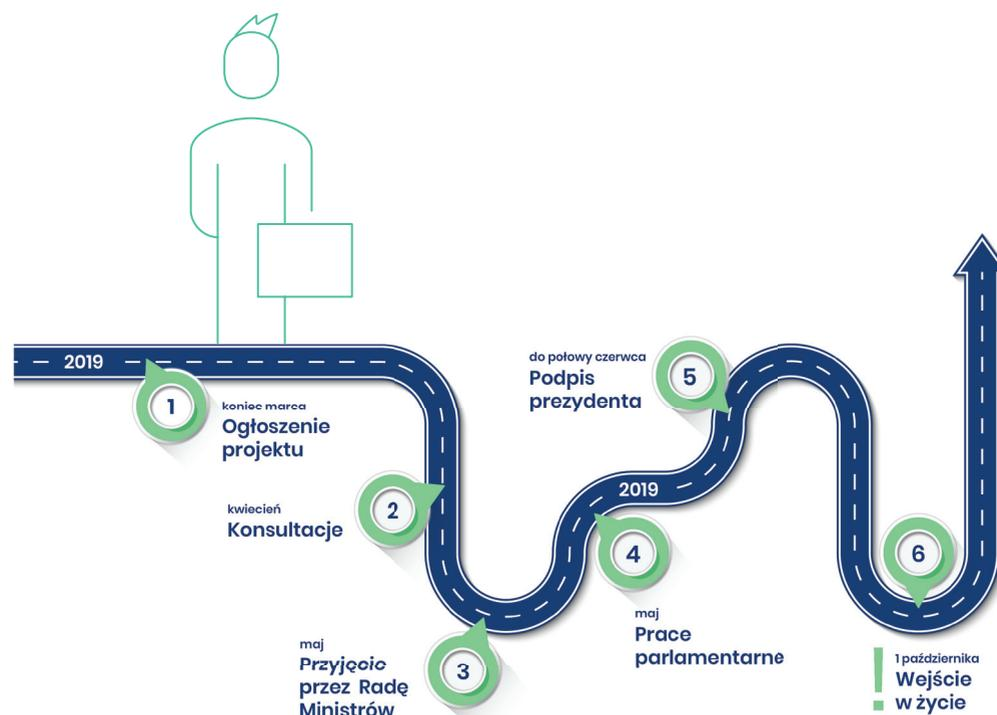 2019
1
koniec marca
Ogłoszenie
projektu
2
kwiecień
Konsultacje
3
maj
Przyjęcie
przez Radę
Ministrów
2019
4
maj
Prace
parlamentarne
5
do połowy czerwca
Podpis
prezydenta
6
1 października
Wejście
w życie